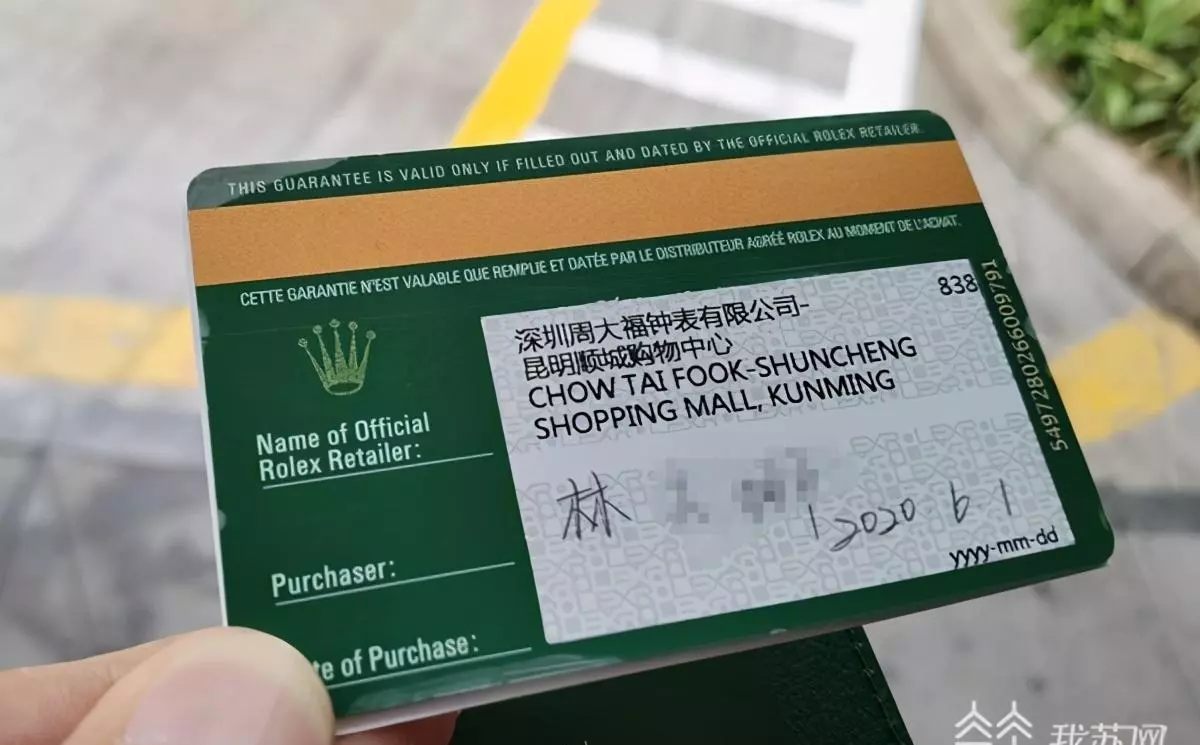 THIS GUARANTEE IS VALID ONLY IF FILLED OUT AND DATED BY THE OFFICIAL ROLEX RETAILER.
CETTE GARANTIE N'EST VALABLE QUE REMPLIE ET DATÉE PAR LE DISTRIBUTEUR AGRÉÉ ROLEX AU MOMENT DE L'ACHAT.
838
深圳周大福钟表有限公司-
昆明顺城购物中心
CHOW TAI FOOK-SHUNCHENG
SHOPPING MALL, KUNMING
Name of Official
Rolex Retailer:
林
2020.6.1
yyyy-mm-dd
Purchaser:
te of Purchase:
我苏网